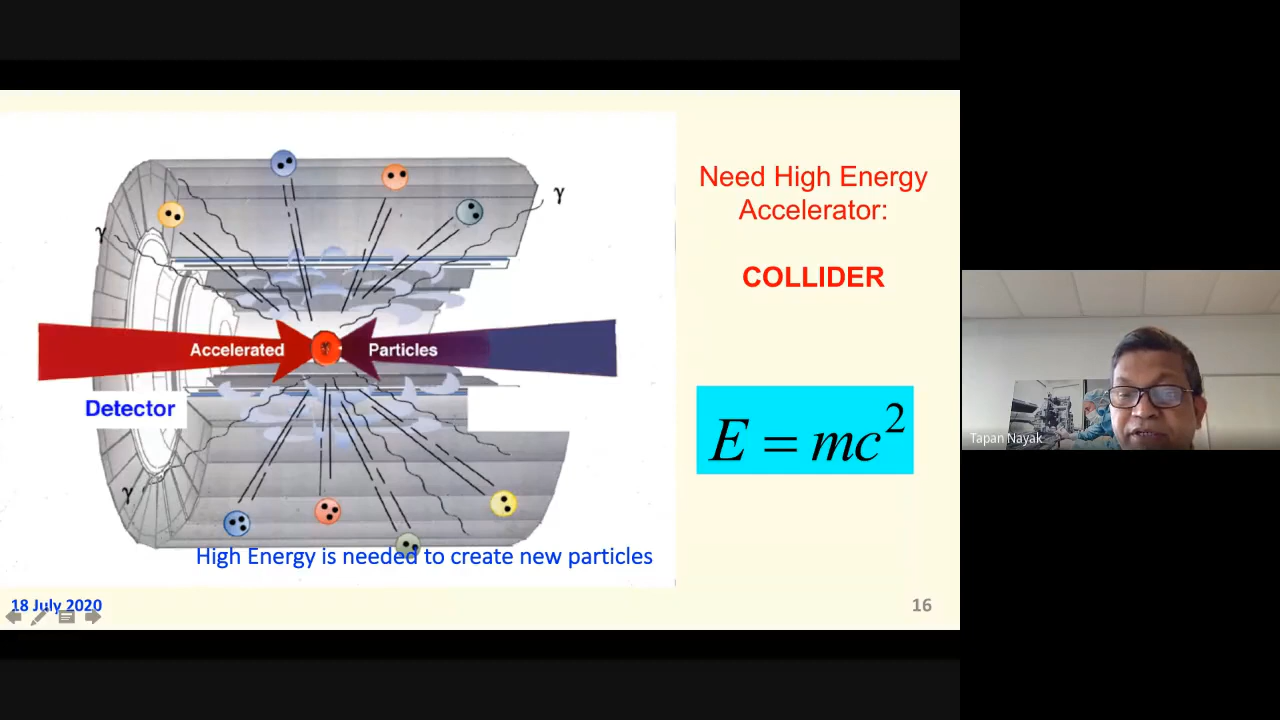 γ
γ
Accelerated
Particles
Detector
γ
High Energy is needed to create new particles
Need High Energy
Accelerator:
COLLIDER
E = mc²
18 July 2020
16
Tapan Nayak